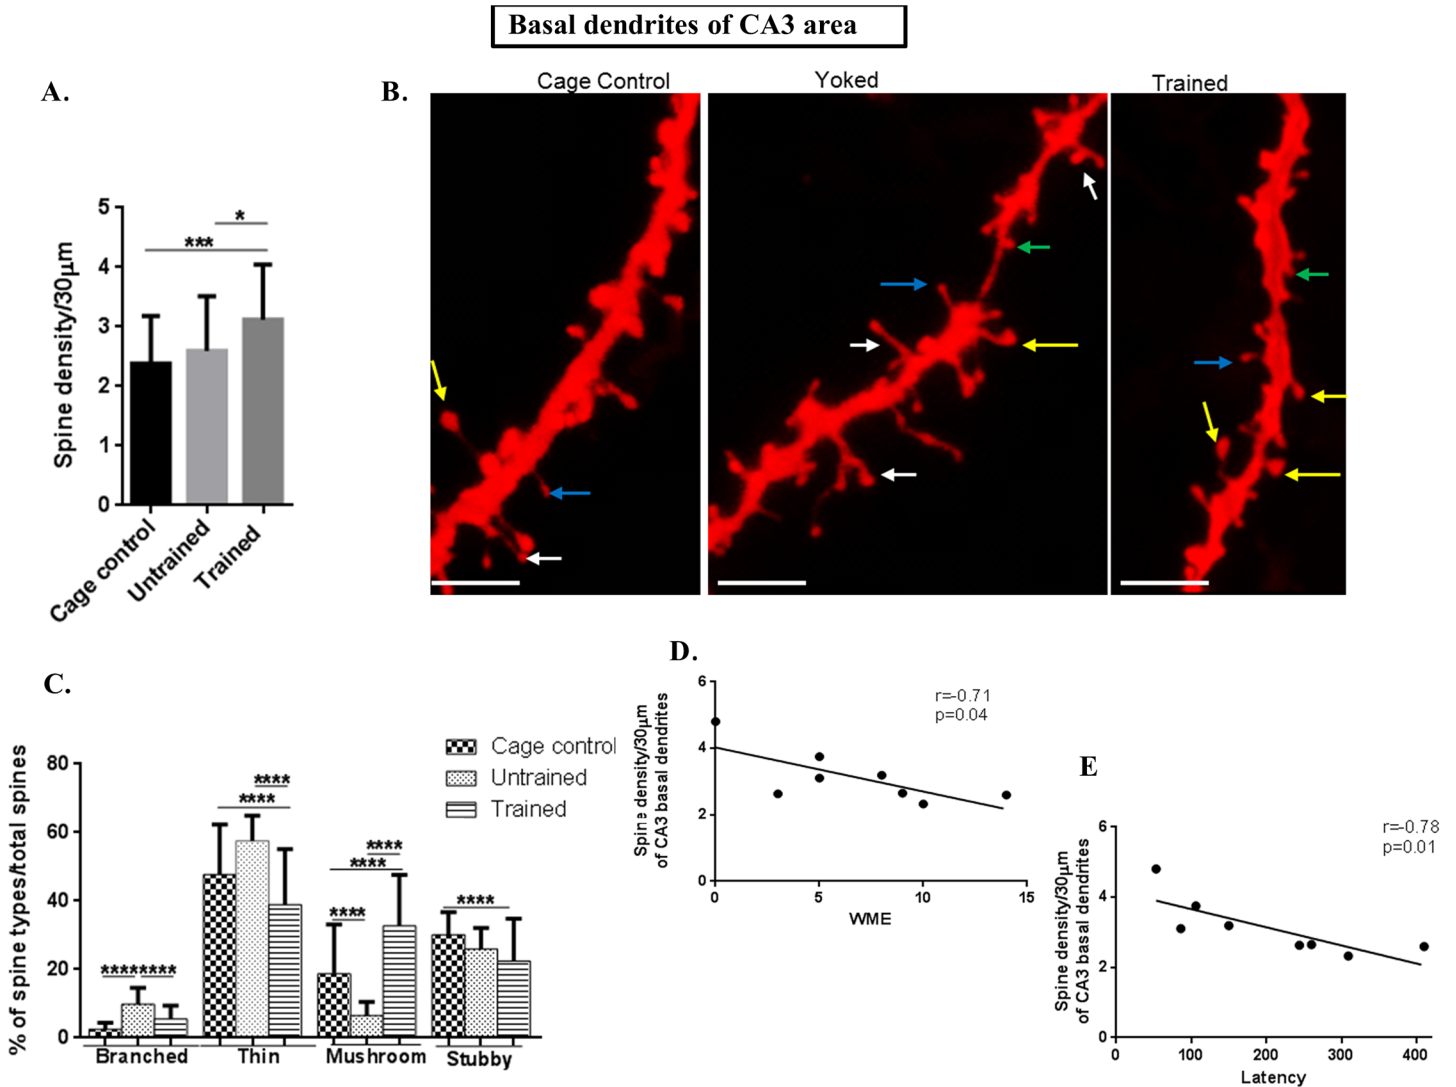 Basal dendrites of CA3 area
A.
Spine density/30µm
5
4
3
2
1
0
*
***
Cage control
Untrained
Trained
B.
Cage Control
Yoked
Trained
C.
% of spine types/total spines
80
60
40
20
0
Cage control
Untrained
Trained
****
****
****
****
****
****
****
****
Branched
Thin
Mushroom
Stubby
D.
Spine density/30µm
of CA3 basal dendrites
6
4
2
0
r=-0.71
p=0.04
0
5
10
15
WME
E
Spine density/30µm
of CA3 basal dendrites
6
4
2
0
r=-0.78
p=0.01
0
100
200
300
400
Latency